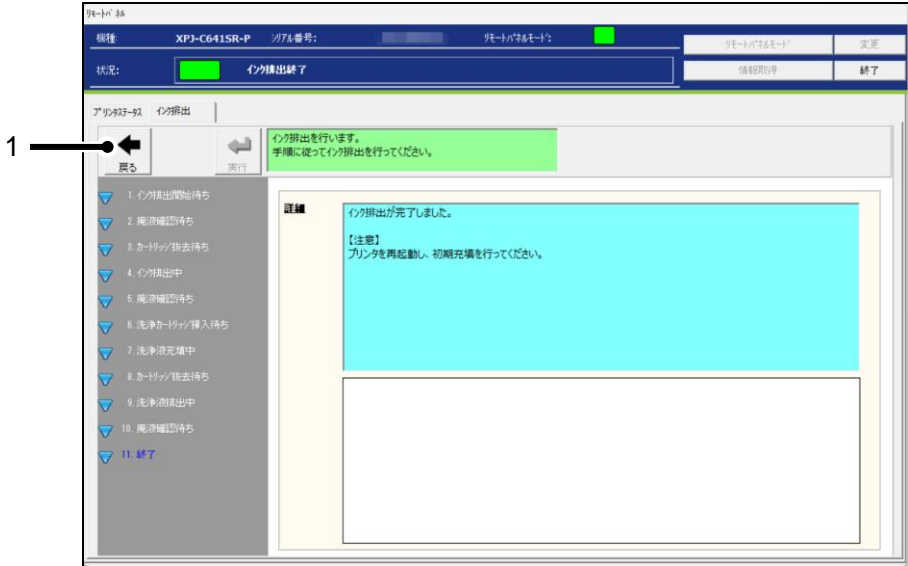 ﾘﾓｰﾄﾊﾟﾈﾙ
機種: XPJ-C641SR-P ｼﾘｱﾙ番号: ﾘﾓｰﾄﾊﾟﾈﾙﾓｰﾄﾞ:
ﾘﾓｰﾄﾊﾟﾈﾙﾓｰﾄﾞ 変更
状況: ｲﾝｸ排出終了
情報取得 終了
ﾌﾟﾘﾝﾀｽﾃｰﾀｽ ｲﾝｸ排出
1
戻る
実行
ｲﾝｸ排出を行います。
手順に従ってｲﾝｸ排出を行ってください。
1. ｲﾝｸ排出開始待ち
2. 廃液確認待ち
3. ｶｰﾄﾘｯｼﾞ抜去待ち
4. ｲﾝｸ排出中
5. 廃液確認待ち
6. 洗浄ｶｰﾄﾘｯｼﾞ挿入待ち
7. 洗浄液充填中
8. ｶｰﾄﾘｯｼﾞ抜去待ち
9. 洗浄液排出中
10. 廃液確認待ち
11. 終了
詳細
ｲﾝｸ排出が完了しました。
【注意】
プリンタを再起動し、初期充填を行ってください。